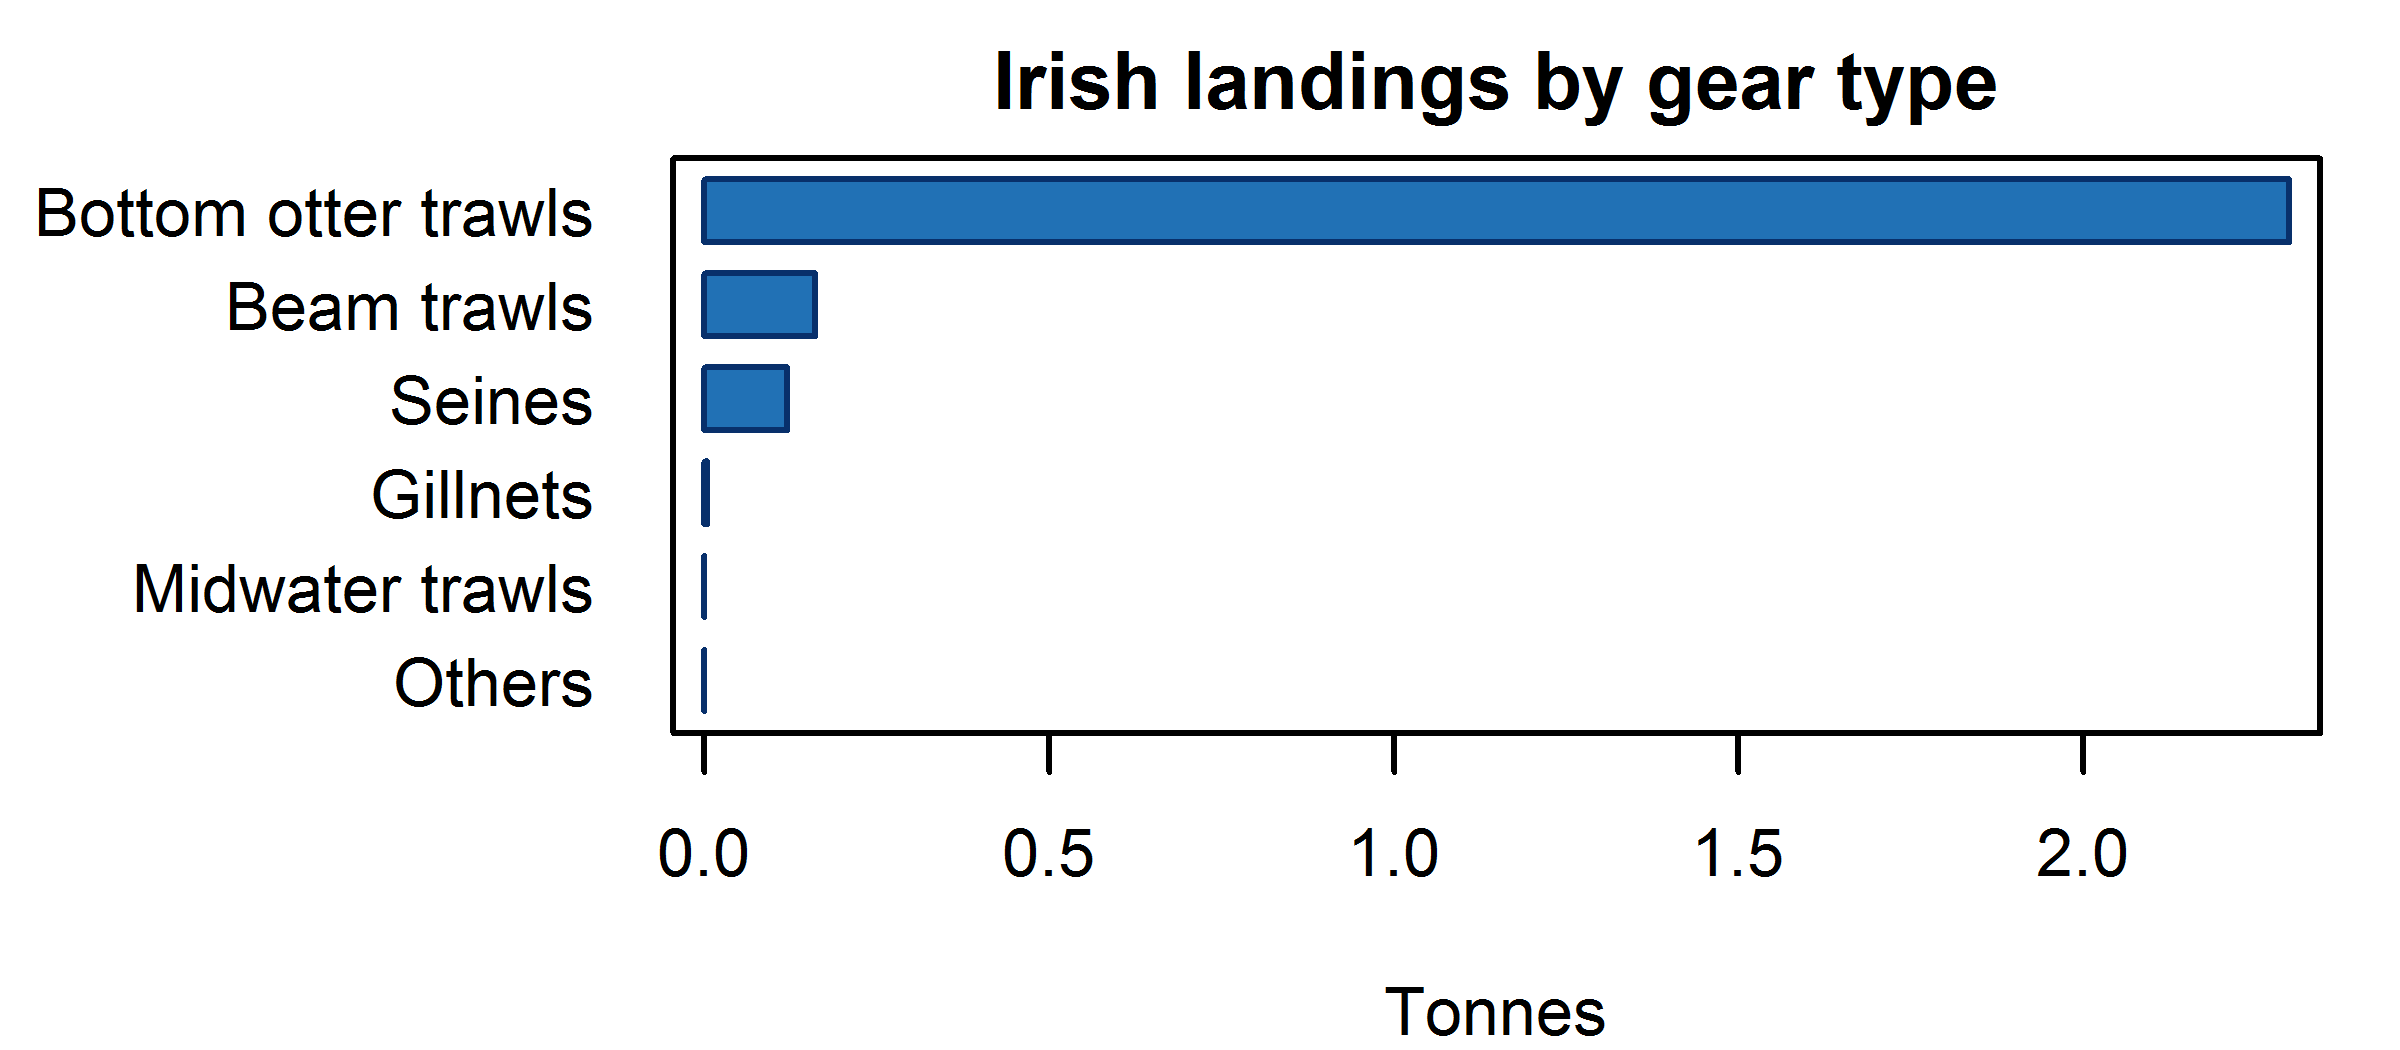 Irish landings by gear type
Bottom otter trawls
Beam trawls
Seines
Gillnets
Midwater trawls
Others
0.0 0.5 1.0 1.5 2.0
Tonnes